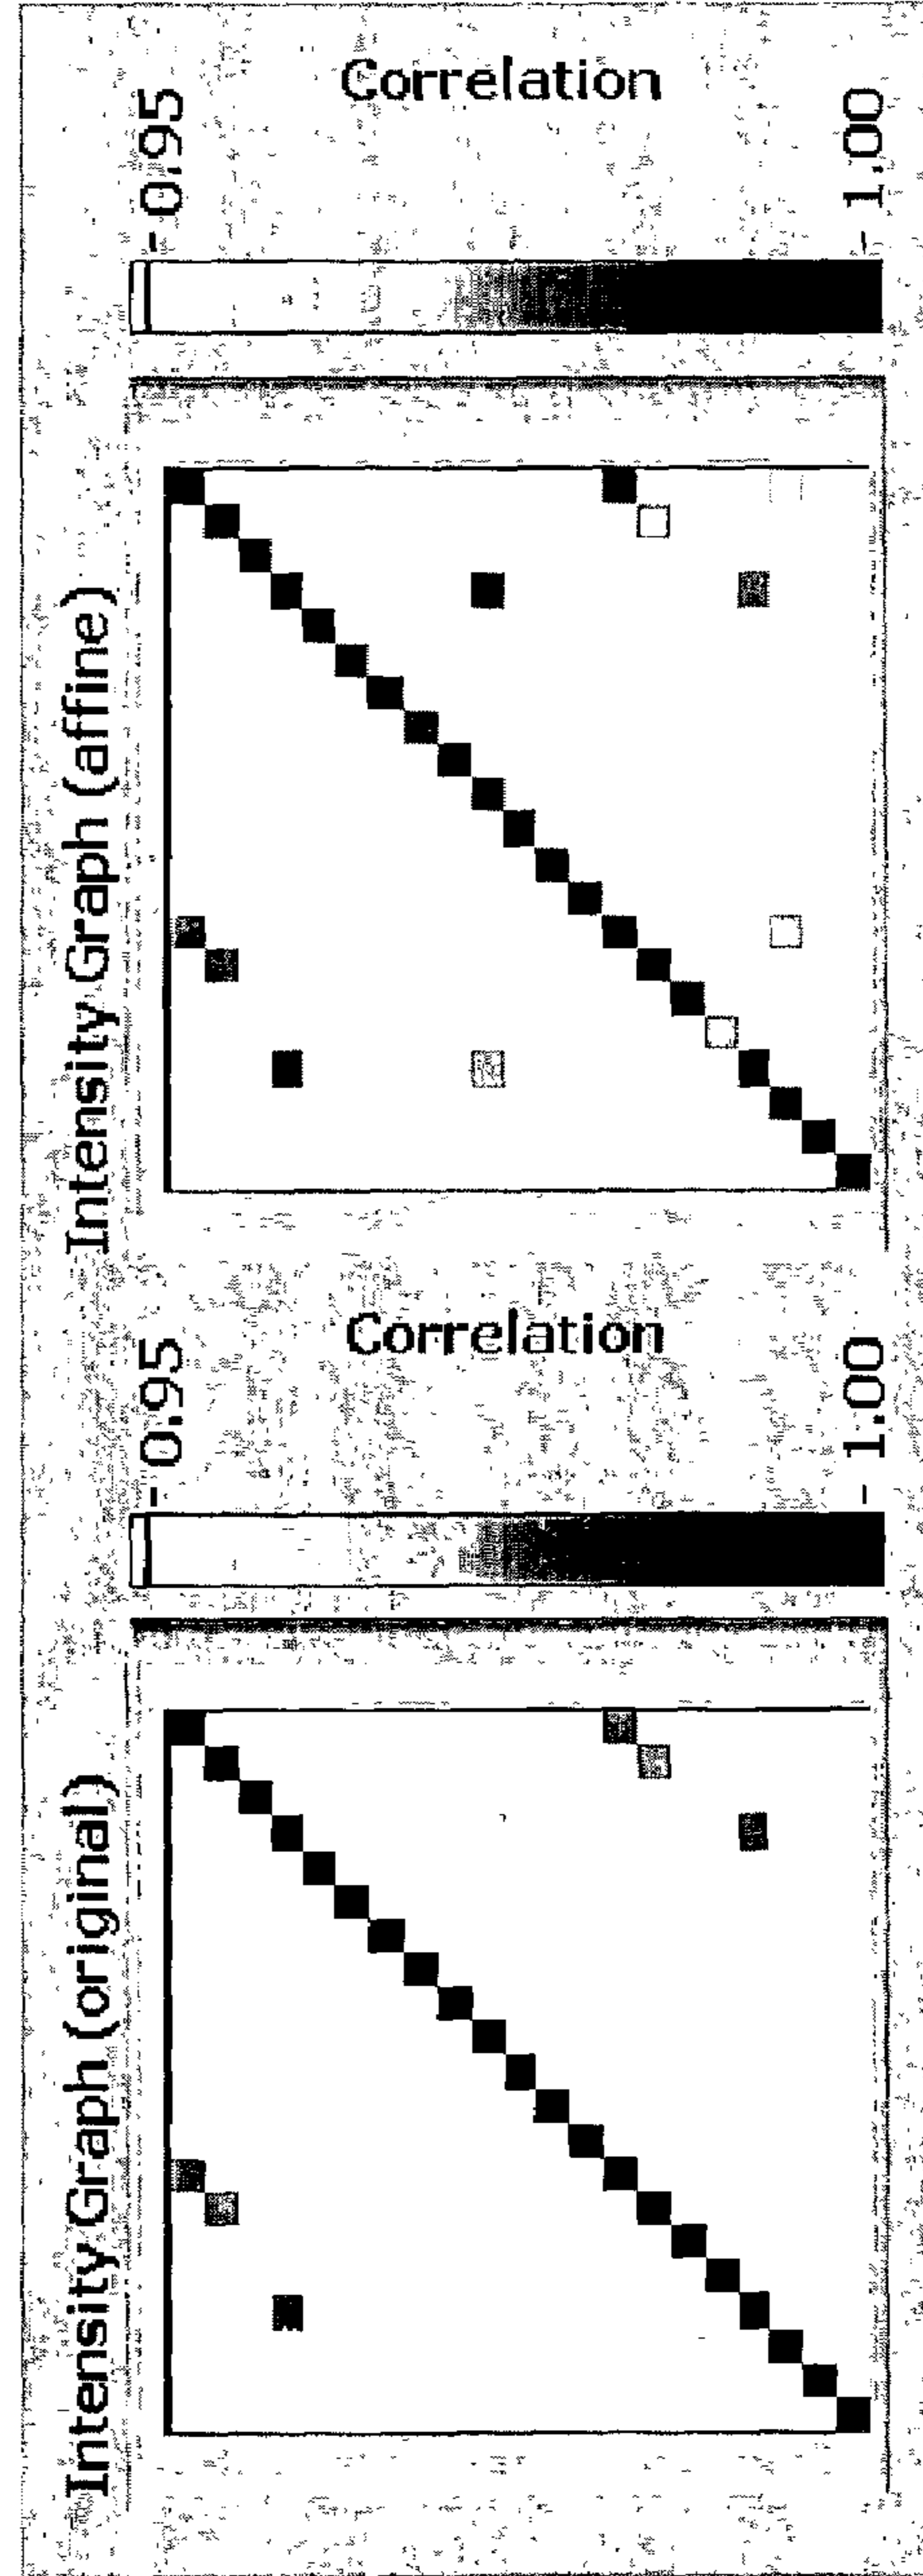 Intensity Graph (original)
-0.95
Correlation
- 1.00
Intensity Graph (affine)
-0.95
Correlation
- 1.00